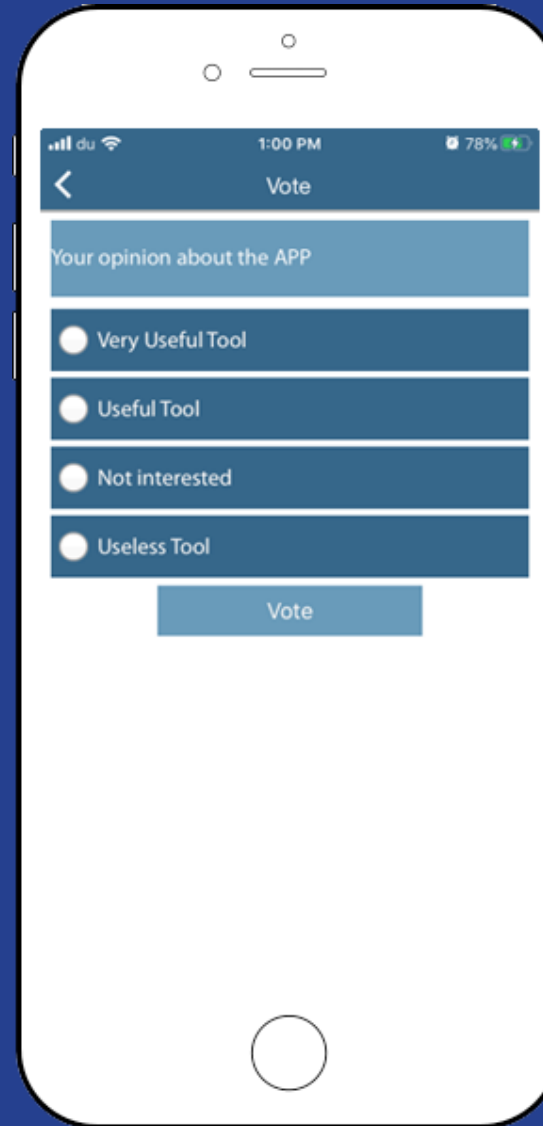 du 1:00 PM 78%
Vote
Your opinion about the APP
Very Useful Tool
Useful Tool
Not interested
Useless Tool
Vote